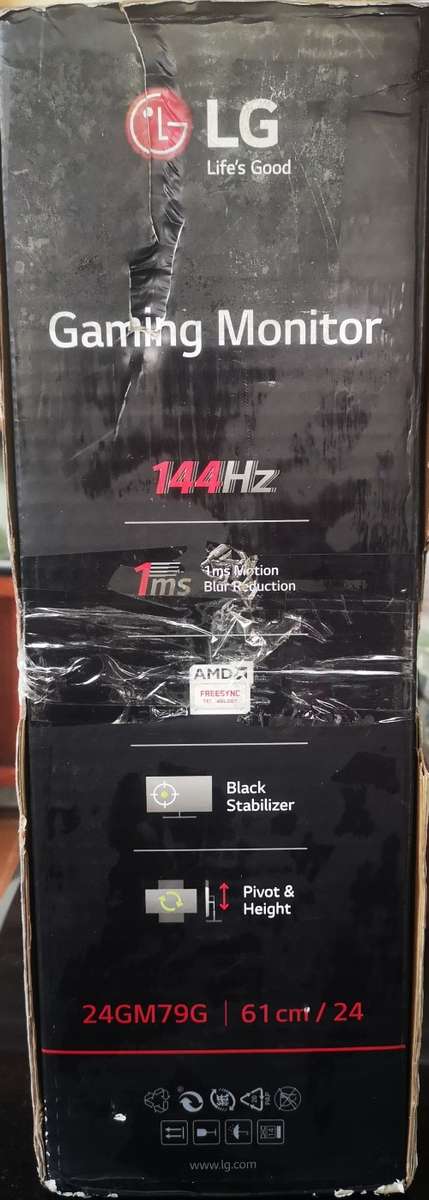 LG
Life's Good
Gaming Monitor
144Hz
1ms
1ms Motion
Blur Reduction
AMD
FREESYNC
Black
Stabilizer
Pivot &
Height
24GM79G | 61 cm / 24
www.lg.com